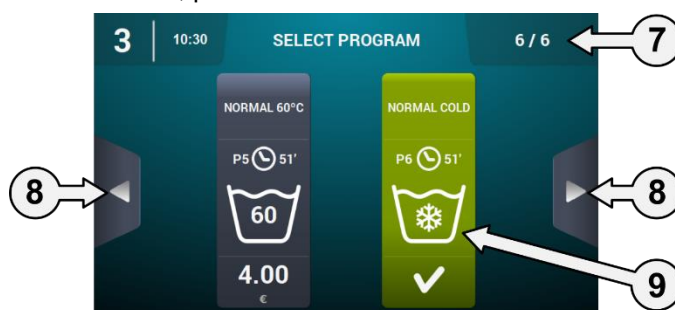 3
10:30
SELECT PROGRAM
6 / 6
7
NORMAL 60ºC
NORMAL COLD
P5 51'
P6 51'
8
8
60
4.00
€
9